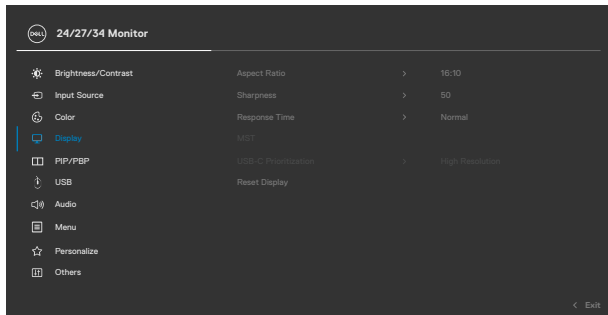 DELL 24/27/34 Monitor
Brightness/Contrast Aspect Ratio > 16:10
Input Source Sharpness > 50
Color Response Time > Normal
Display MST
PIP/PBP USB-C Prioritization > High Resolution
USB Reset Display
Audio
Menu
Personalize
Others
< Exit